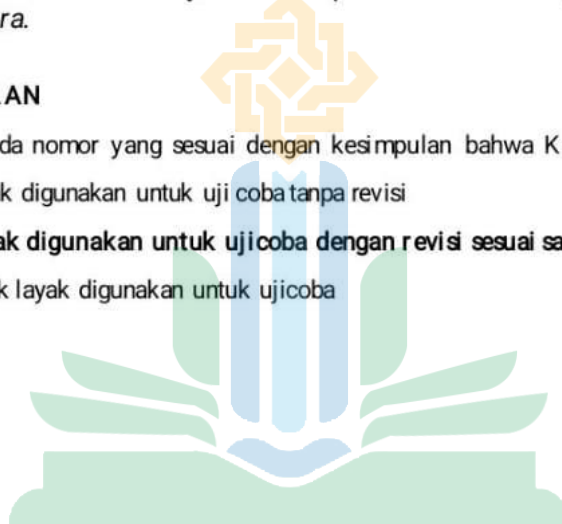 ra.
AN
da nomor yang sesuai dengan kesimpulan bahwa K
k digunakan untuk uji coba tanpa revisi
ak digunakan untuk ujicoba dengan revisi sesuai sa
k layak digunakan untuk ujicoba